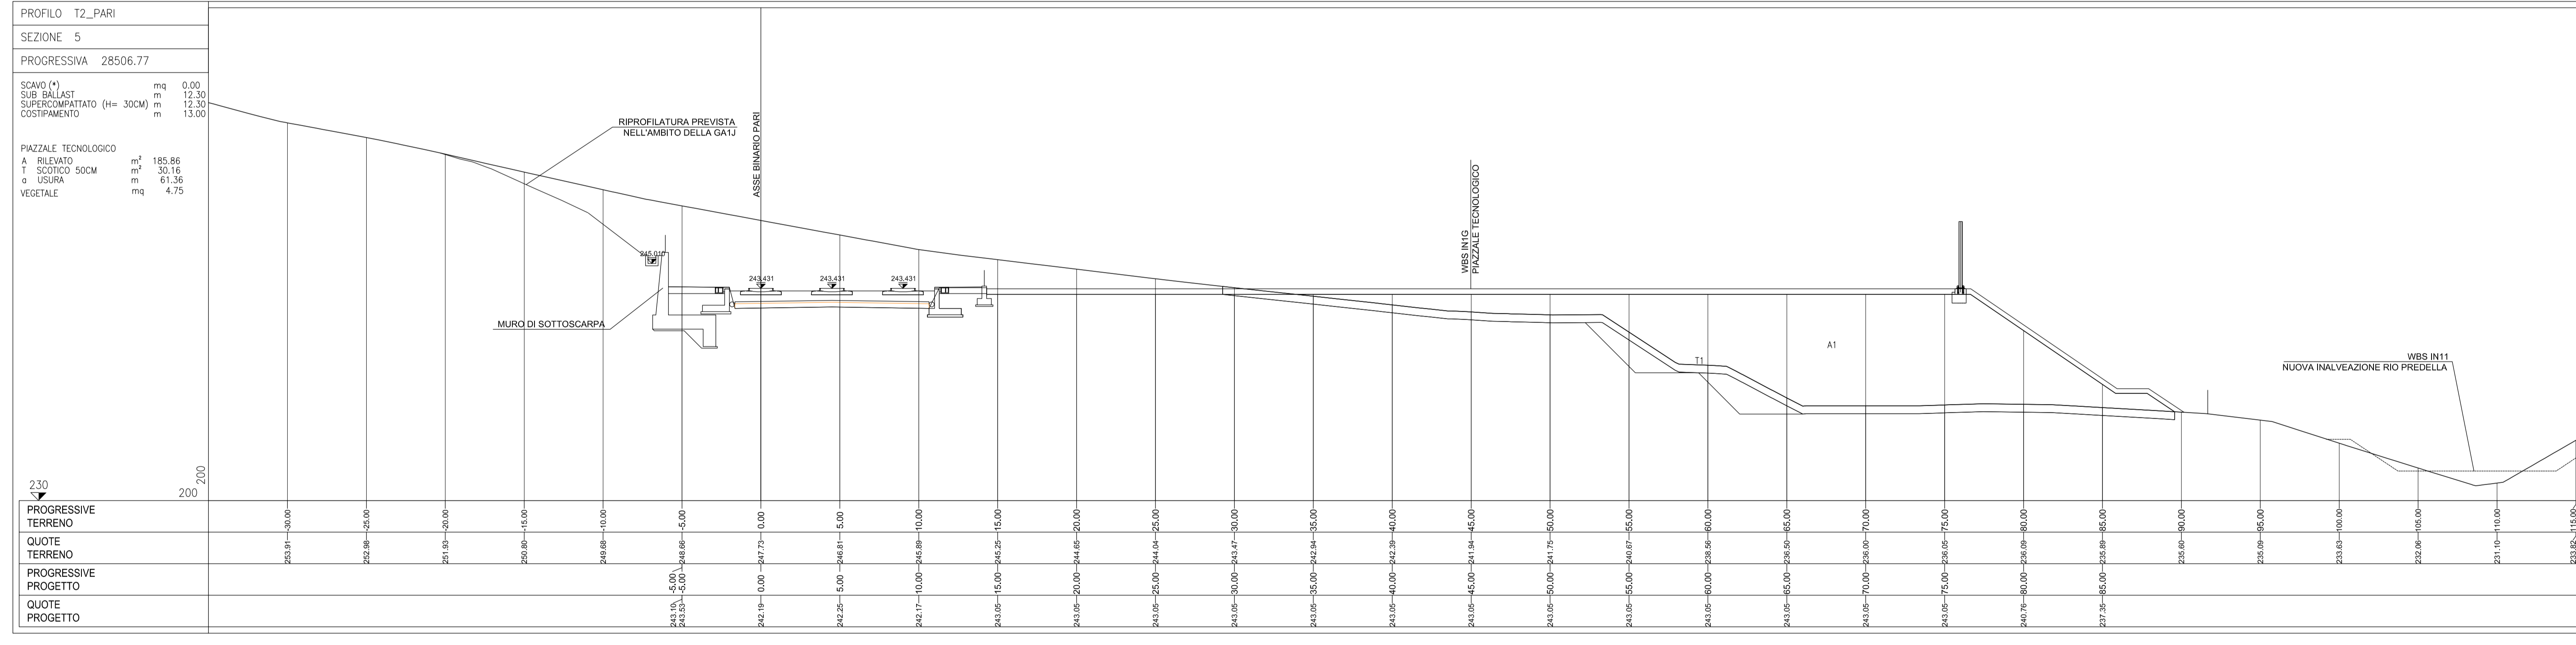 PROFILO T2_PARI
SEZIONE 5
PROGRESSIVA 28506.77
SCAVO (*) mq 0.00
SUB BALLAST m 12.30
SUPERCOMPATTATO (H= 30CM) m 12.30
COSTIPAMENTO m 13.00
PIAZZALE TECNOLOGICO
A RILEVATO m² 185.86
T SCOTICO 50CM m² 30.16
a USURA m 61.36
VEGETALE mq 4.75
RIPROFILATURA PREVISTA
NELL'AMBITO DELLA GA1J
ASSE BINARIO PARI
WBS IN1G
PIAZZALE TECNOLOGICO
245.010
243.431
243.431
243.431
MURO DI SOTTOSCARPA
T1
A1
WBS IN11
NUOVA INALVEAZIONE RIO PREDELLA
230
200
200
PROGRESSIVE
TERRENO
-30.00 -25.00 -20.00 -15.00 -10.00 -5.00 0.00 5.00 10.00 15.00 20.00 25.00 30.00 35.00 40.00 45.00 50.00 55.00 60.00 65.00 70.00 75.00 80.00 85.00 90.00 95.00 100.00 105.00 110.00 115.00
QUOTE
TERRENO
253.91 252.98 251.93 250.80 249.68 248.66 247.73 246.81 245.89 245.25 244.65 244.04 243.47 242.94 242.39 241.94 241.75 240.67 238.56 236.50 236.00 236.05 236.09 235.89 235.60 235.09 233.63 232.06 231.10 233.82
PROGRESSIVE
PROGETTO
-5.00 -5.00 0.00 5.00 10.00 15.00 20.00 25.00 30.00 35.00 40.00 45.00 50.00 55.00 60.00 65.00 70.00 75.00 80.00 85.00
QUOTE
PROGETTO
243.10 243.53 242.19 242.25 242.17 243.05 243.05 243.05 243.05 243.05 243.05 243.05 243.05 243.05 243.05 243.05 243.05 243.05 240.76 237.35